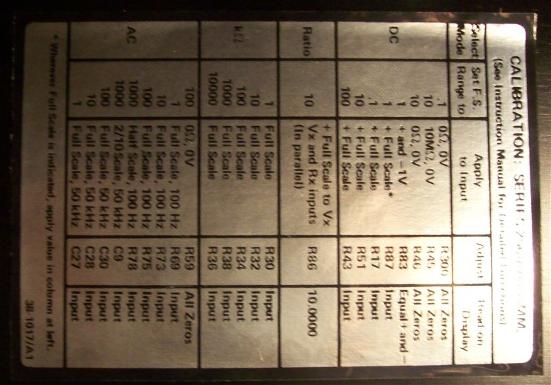 CALIBRATION: SERIES
(See Instruction Manual for Detailed Procedures)
Select Set F.S. Apply Adjust Read on
Mode Range to to Input Display
DC 1 0Ω, 0V R300 All Zeros
10 10MΩ, 0V R45 All Zeros
10 0Ω, 0V R46 All Zeros
1 + and −1V R83 Equal + and −
1 + Full Scale* R87 Input
.1 + Full Scale R17 Input
10 + Full Scale R51 Input
100 + Full Scale R43 Input
Ratio 10 + Full Scale to Vx R86 10.0000
Vx and Rx inputs
(In parallel)
kΩ 1 Full Scale R30 Input
10 Full Scale R32 Input
100 Full Scale R34 Input
1000 Full Scale R38 Input
10000 Full Scale R36 Input
AC 100 0Ω, 0V R59 All Zeros
1 Full Scale, 100 Hz R69 Input
10 Full Scale, 100 Hz R73 Input
100 Full Scale, 100 Hz R75 Input
1000 Half Scale, 100 Hz R78 Input
1000 2/10 Scale, 50 kHz C9 Input
100 Full Scale, 50 kHz C30 Input
10 Full Scale, 50 kHz C28 Input
1 Full Scale, 50 kHz C27 Input
* Wherever Full Scale is indicated, apply value in column at left.
38-1017/A1